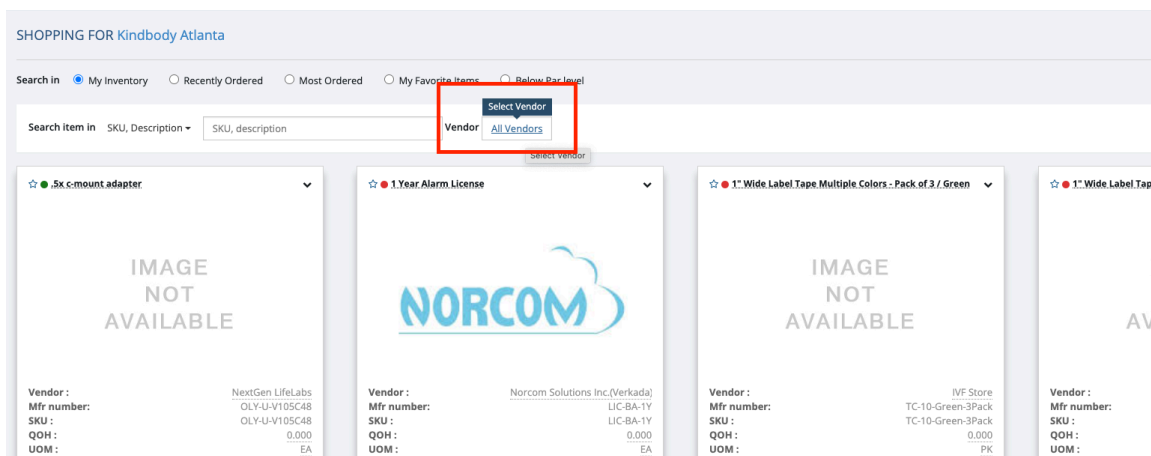 SHOPPING FOR Kindbody Atlanta
Search in My Inventory Recently Ordered Most Ordered My Favorite Items Below Par level
Select Vendor
Search item in SKU, Description SKU, description Vendor All Vendors
Select Vendor
.5x c-mount adapter
IMAGE
NOT
AVAILABLE
Vendor : NextGen LifeLabs
Mfr number: OLY-U-V105C48
SKU : OLY-U-V105C48
QOH : 0.000
UOM : EA
1 Year Alarm License
NORCOM
Vendor : Norcom Solutions Inc.(Verkada)
Mfr number: LIC-BA-1Y
SKU : LIC-BA-1Y
QOH : 0.000
UOM : EA
1" Wide Label Tape Multiple Colors - Pack of 3 / Green
IMAGE
NOT
AVAILABLE
Vendor : IVF Store
Mfr number: TC-10-Green-3Pack
SKU : TC-10-Green-3Pack
QOH : 0.000
UOM : PK
1" Wide Label Tap
AV
Vendor :
Mfr number:
SKU :
QOH :
UOM :